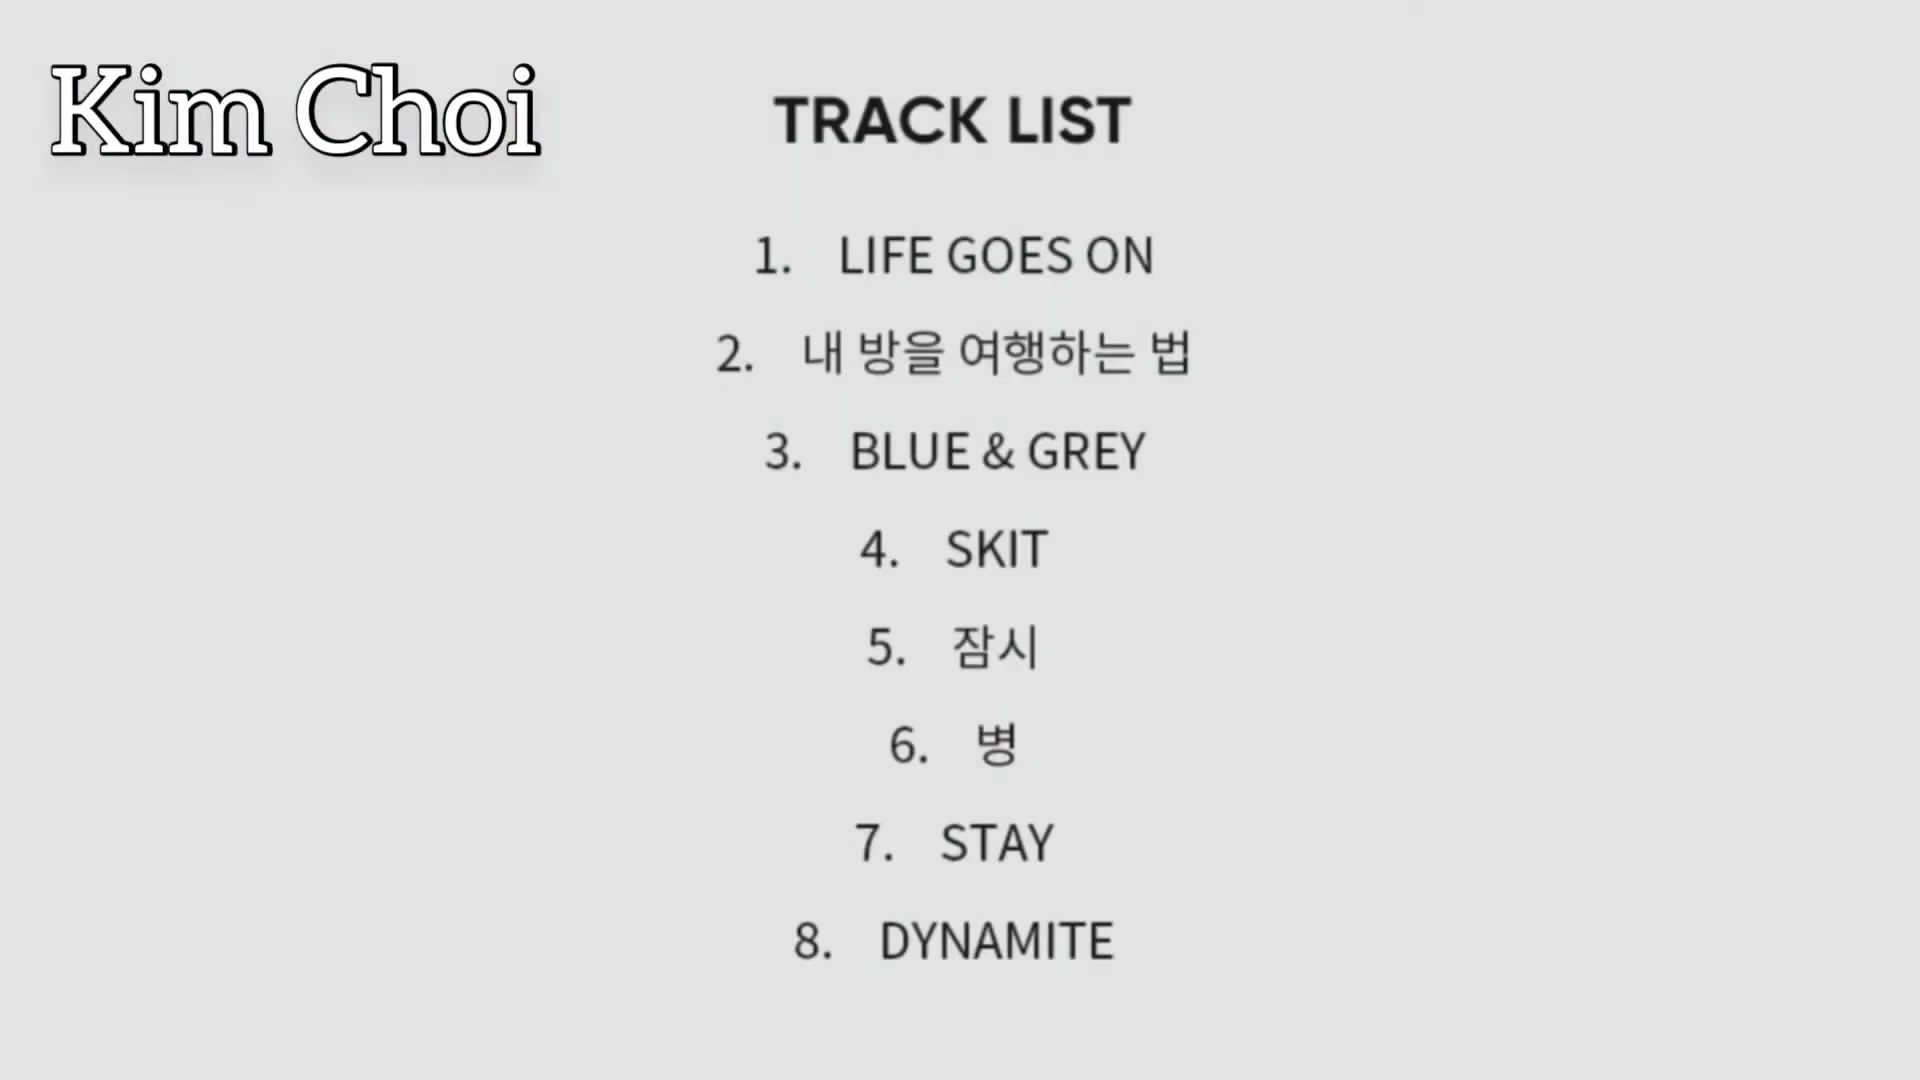 Kim Choi
TRACK LIST
1. LIFE GOES ON
2. 내 방을 여행하는 법
3. BLUE & GREY
4. SKIT
5. 잠시
6. 병
7. STAY
8. DYNAMITE